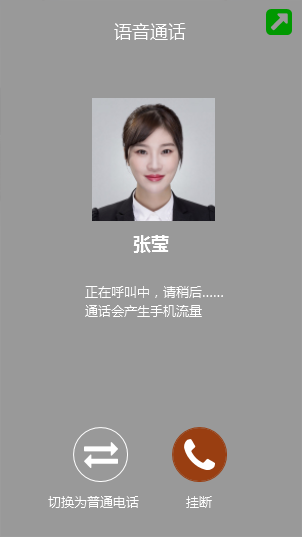 语音通话
张莹
正在呼叫中，请稍后……
通话会产生手机流量
切换为普通电话
挂断